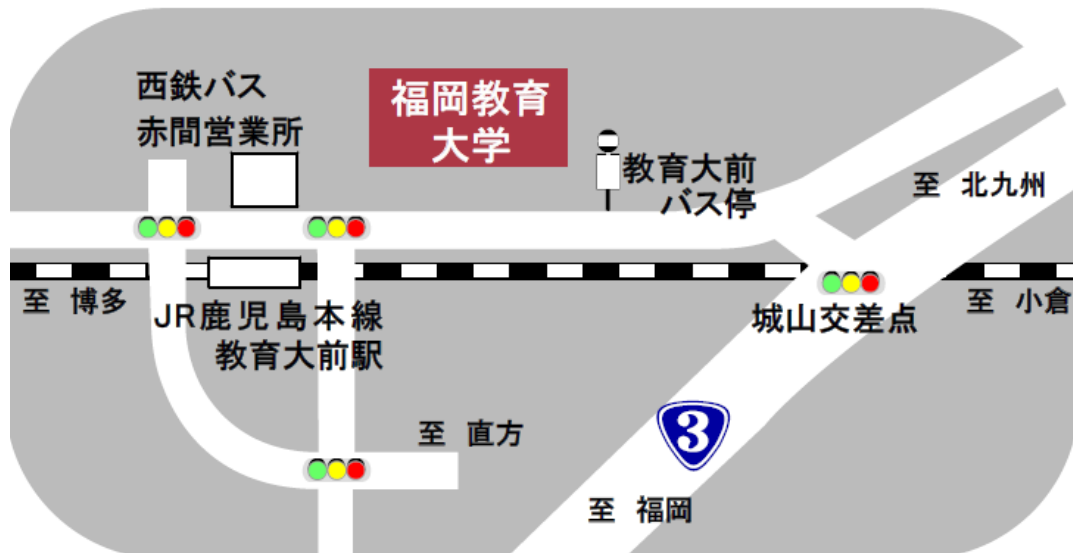 西鉄バス
赤間営業所
福岡教育
大学
教育大前
バス停
至 北九州
至 博多
JR鹿児島本線
教育大前駅
城山交差点
至 小倉
3
至 直方
至 福岡